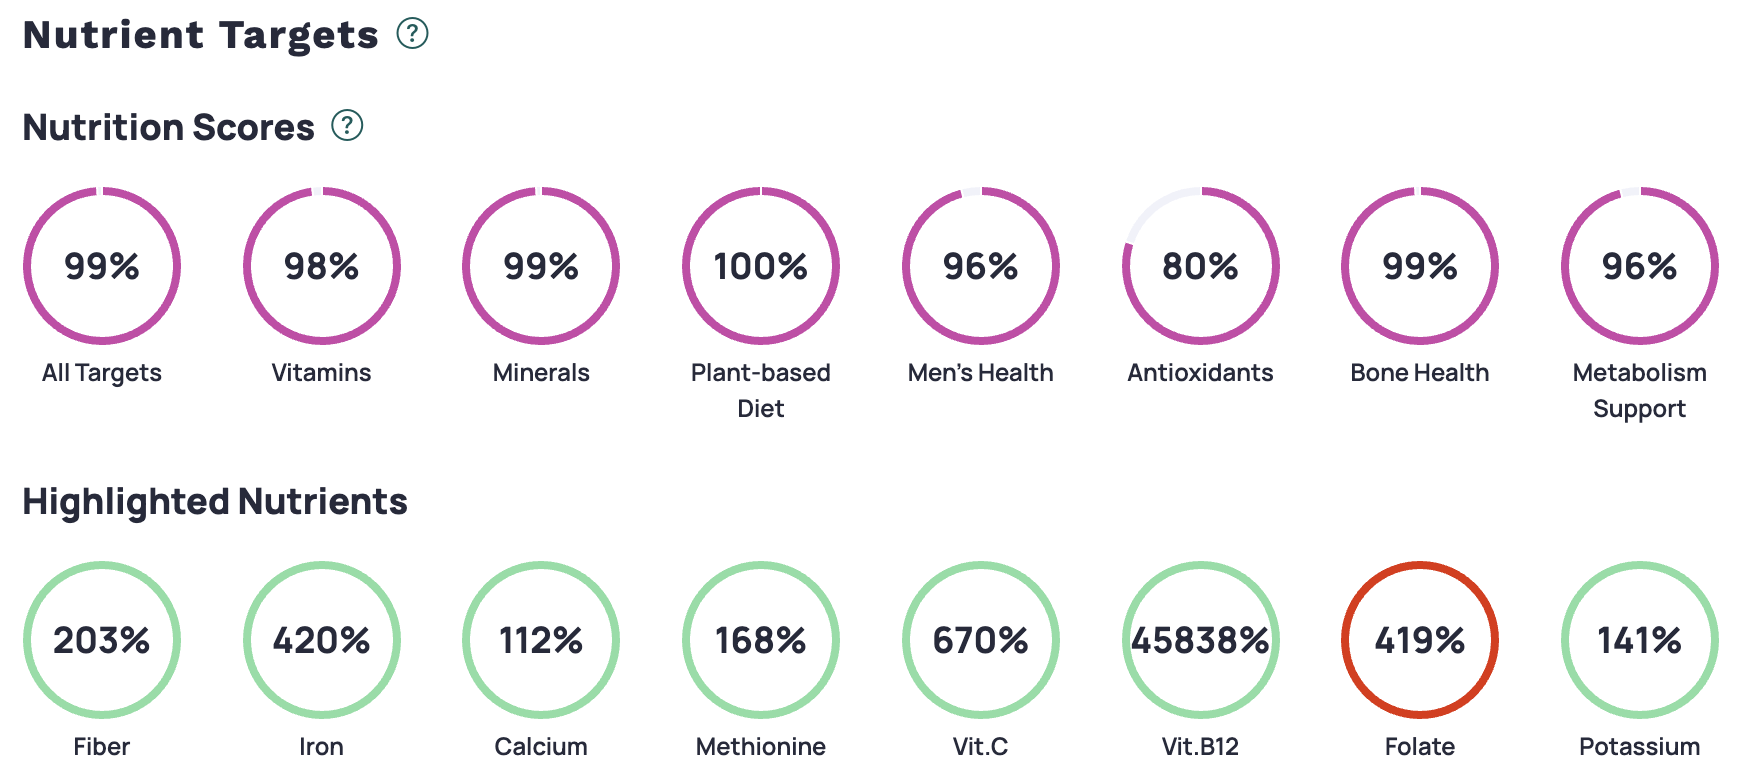 Nutrient Targets ?
Nutrition Scores ?
99% 98% 99% 100% 96% 80% 99% 96%
All Targets Vitamins Minerals Plant-based Men's Health Antioxidants Bone Health Metabolism
Diet Support
Highlighted Nutrients
203% 420% 112% 168% 670% 45838% 419% 141%
Fiber Iron Calcium Methionine Vit.C Vit.B12 Folate Potassium